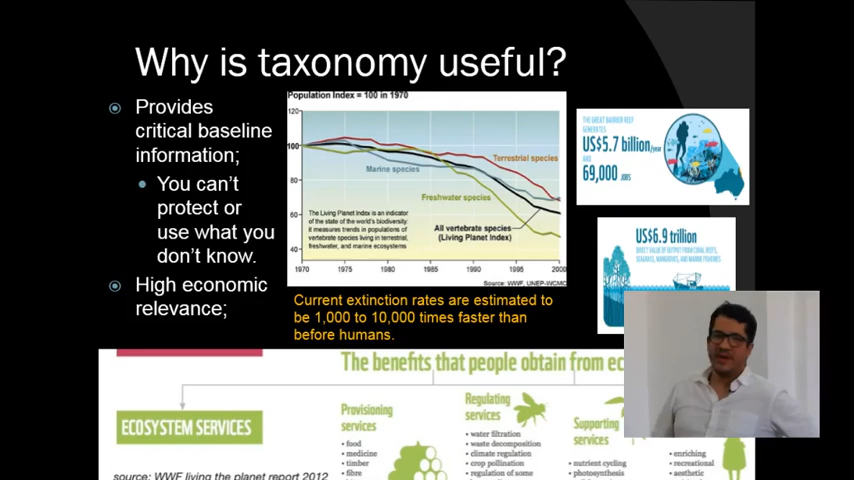 Why is taxonomy useful?
Provides
critical baseline
information;
You can't
protect or
use what you
don't know.
High economic
relevance;
Population Index = 100 in 1970
120
100
80
60
40
Terrestrial species
Marine species
Freshwater species
All vertebrate species
(Living Planet Index)
The Living Planet Index is an indicator
of the state of the world's biodiversity:
it measures trends in populations of
vertebrate species living in terrestrial,
freshwater, and marine ecosystems
1970 1975 1980 1985 1990 1995 2000
Source: WWF, UNEP-WCMC
Current extinction rates are estimated to
be 1,000 to 10,000 times faster than
before humans.
THE GREAT BARRIER REEF
GENERATES
US$5.7 billion/year
AND
69,000 JOBS
US$6.9 trillion
DIRECT VALUE OF OUTPUT FROM CORAL REEFS,
SEAGRASS, MANGROVES, AND MARINE FISHERIES
The benefits that people obtain from ec
ECOSYSTEM SERVICES
Provisioning
services
• food
• medicine
• timber
• fibre
Regulating
services
• water filtration
• waste decomposition
• climate regulation
• crop pollination
• regulation of some
Supporting
services
• nutrient cycling
• photosynthesis
enriching
• recreational
• aesthetic
source: WWF living the planet report 2012